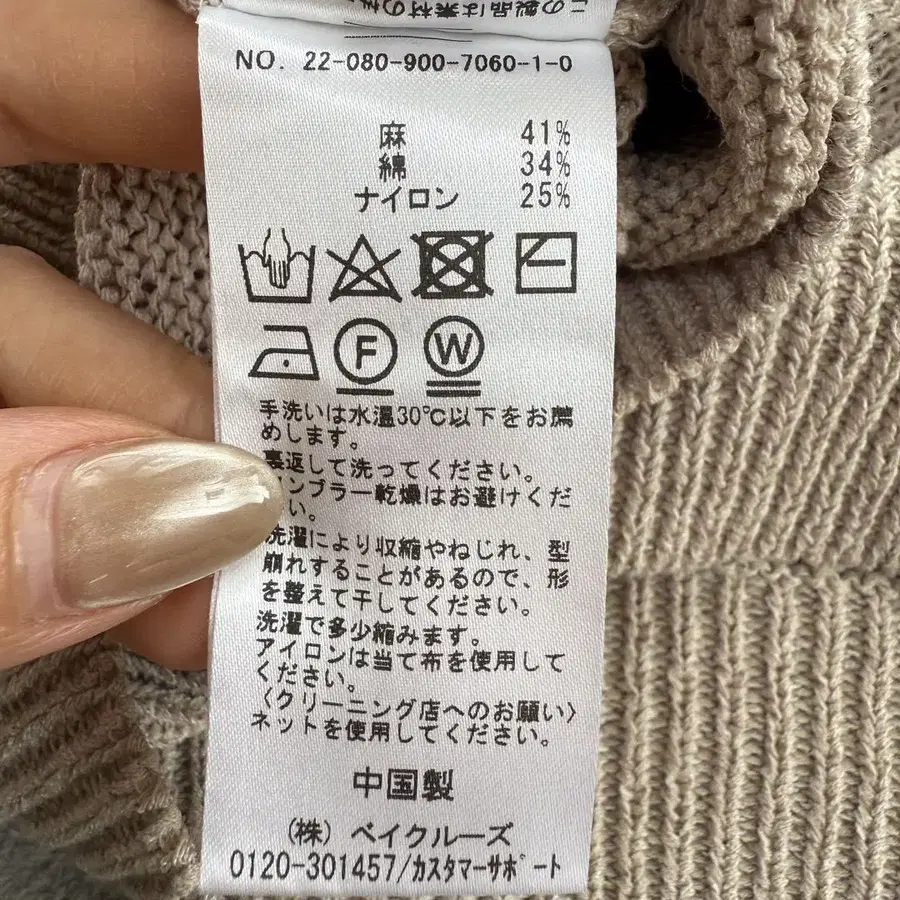 この製品は素材の
NO. 22-080-900-7060-1-0
麻 41%
綿 34%
ナイロン 25%
F W
手洗いは水温30℃以下をお薦
めします。
裏返して洗ってください。
ンブラー乾燥はお避けくだ
い。
洗濯により収縮やねじれ、型
崩れすることがあるので、形
を整えて干してください。
洗濯で多少縮みます。
アイロンは当て布を使用して
ください。
〈クリーニング店へのお願い〉
ネットを使用してください。
中国製
(株) ベイクルーズ
0120-301457/カスタマーサポート